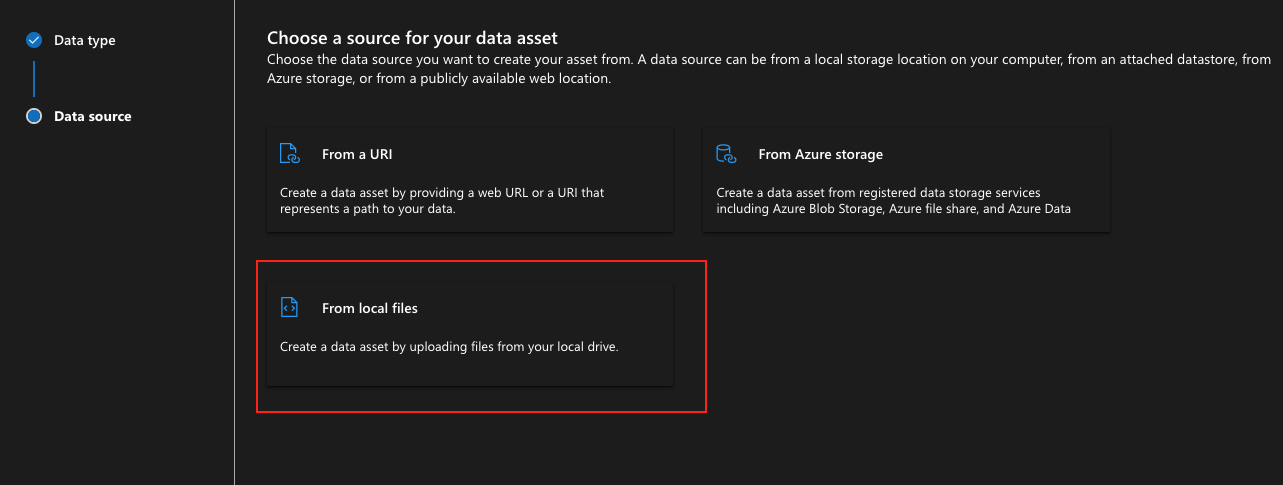 Data type
Data source
Choose a source for your data asset
Choose the data source you want to create your asset from. A data source can be from a local storage location on your computer, from an attached datastore, from
Azure storage, or from a publicly available web location.
From a URI
Create a data asset by providing a web URL or a URI that
represents a path to your data.
From Azure storage
Create a data asset from registered data storage services
including Azure Blob Storage, Azure file share, and Azure Data
From local files
Create a data asset by uploading files from your local drive.